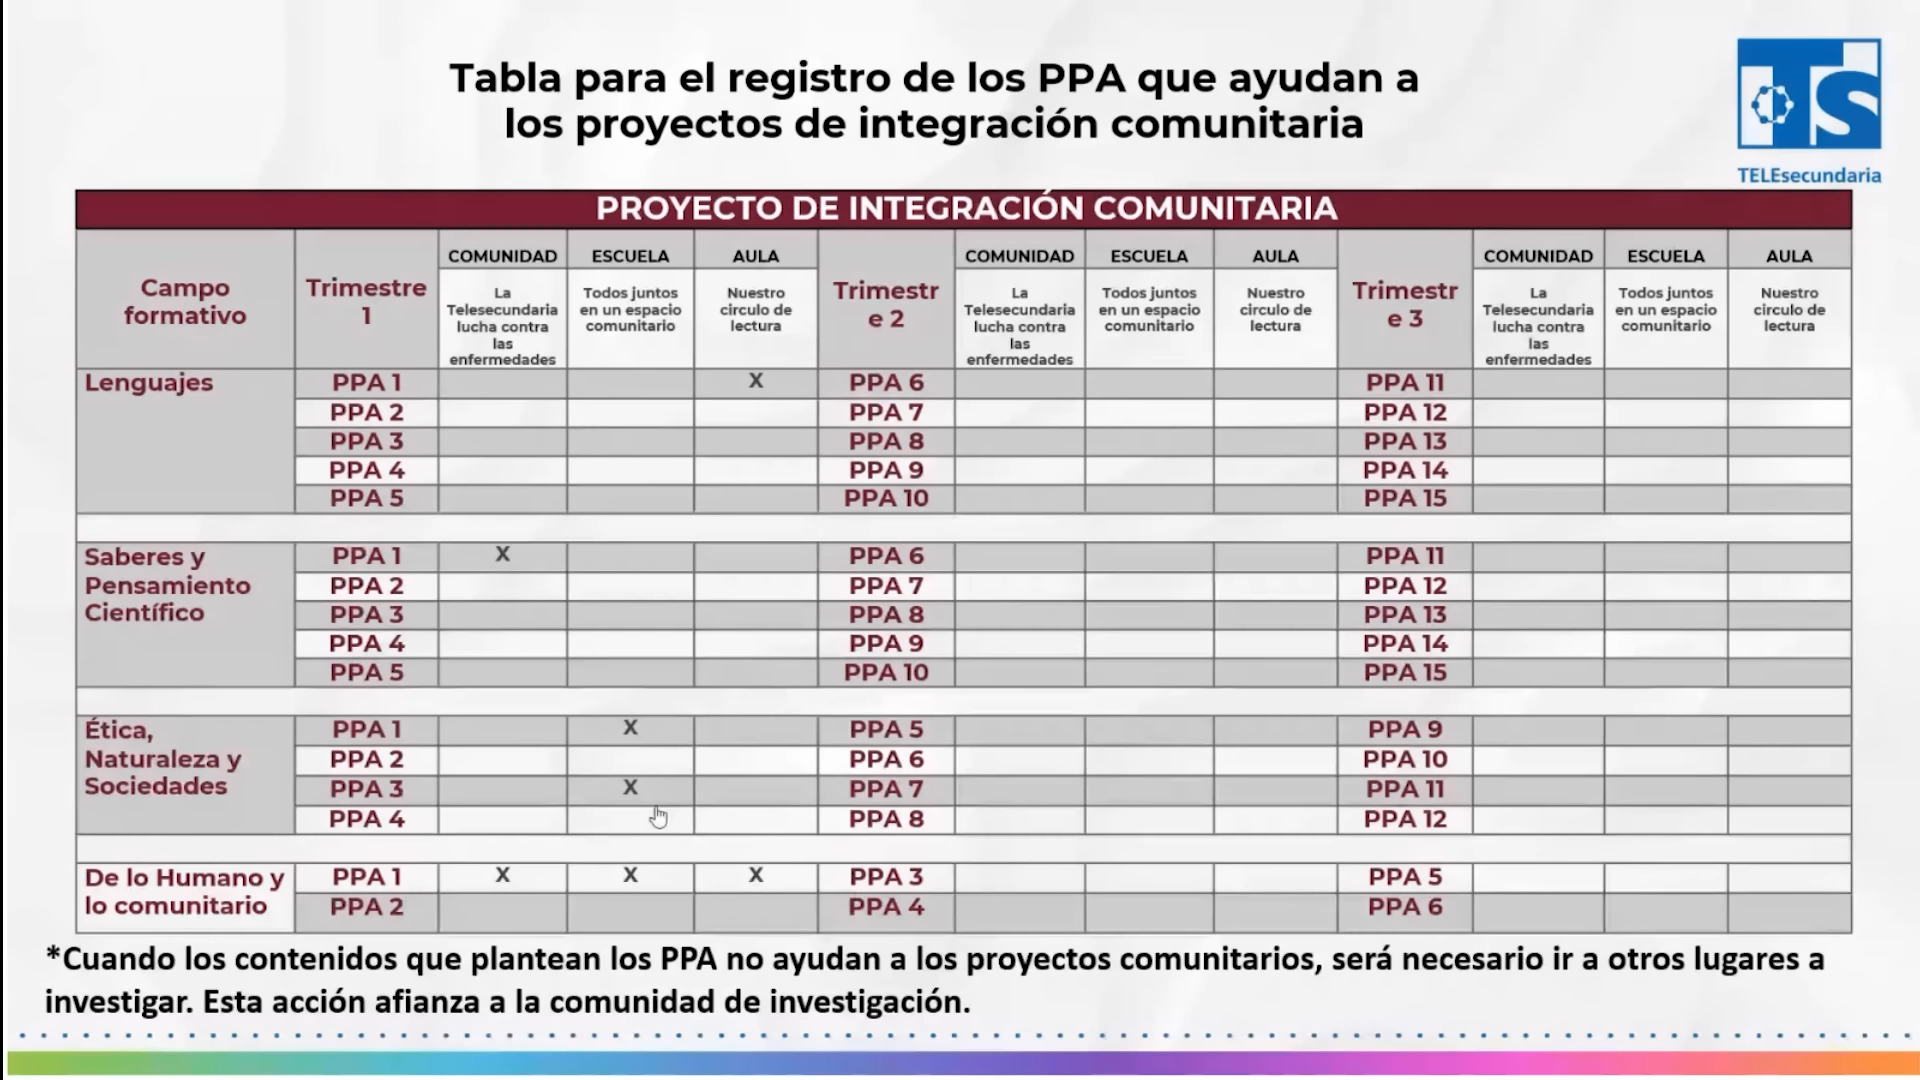 Tabla para el registro de los PPA que ayudan a
los proyectos de integración comunitaria
TS
TELEsecundaria
PROYECTO DE INTEGRACIÓN COMUNITARIA
Campo
formativo
Trimestre
1
COMUNIDAD
La
Telesecundaria
lucha contra
las
enfermedades
ESCUELA
Todos juntos
en un espacio
comunitario
AULA
Nuestro
circulo de
lectura
Trimestr
e 2
COMUNIDAD
La
Telesecundaria
lucha contra
las
enfermedades
ESCUELA
Todos juntos
en un espacio
comunitario
AULA
Nuestro
circulo de
lectura
Trimestr
e 3
COMUNIDAD
La
Telesecundaria
lucha contra
las
enfermedades
ESCUELA
Todos juntos
en un espacio
comunitario
AULA
Nuestro
circulo de
lectura
Lenguajes
PPA 1 X PPA 6 PPA 11
PPA 2 PPA 7 PPA 12
PPA 3 PPA 8 PPA 13
PPA 4 PPA 9 PPA 14
PPA 5 PPA 10 PPA 15
Saberes y
Pensamiento
Científico
PPA 1 X PPA 6 PPA 11
PPA 2 PPA 7 PPA 12
PPA 3 PPA 8 PPA 13
PPA 4 PPA 9 PPA 14
PPA 5 PPA 10 PPA 15
Ética,
Naturaleza y
Sociedades
PPA 1 X PPA 5 PPA 9
PPA 2 PPA 6 PPA 10
PPA 3 X PPA 7 PPA 11
PPA 4 PPA 8 PPA 12
De lo Humano y
lo comunitario
PPA 1 X X X PPA 3 PPA 5
PPA 2 PPA 4 PPA 6
*Cuando los contenidos que plantean los PPA no ayudan a los proyectos comunitarios, será necesario ir a otros lugares a
investigar. Esta acción afianza a la comunidad de investigación.